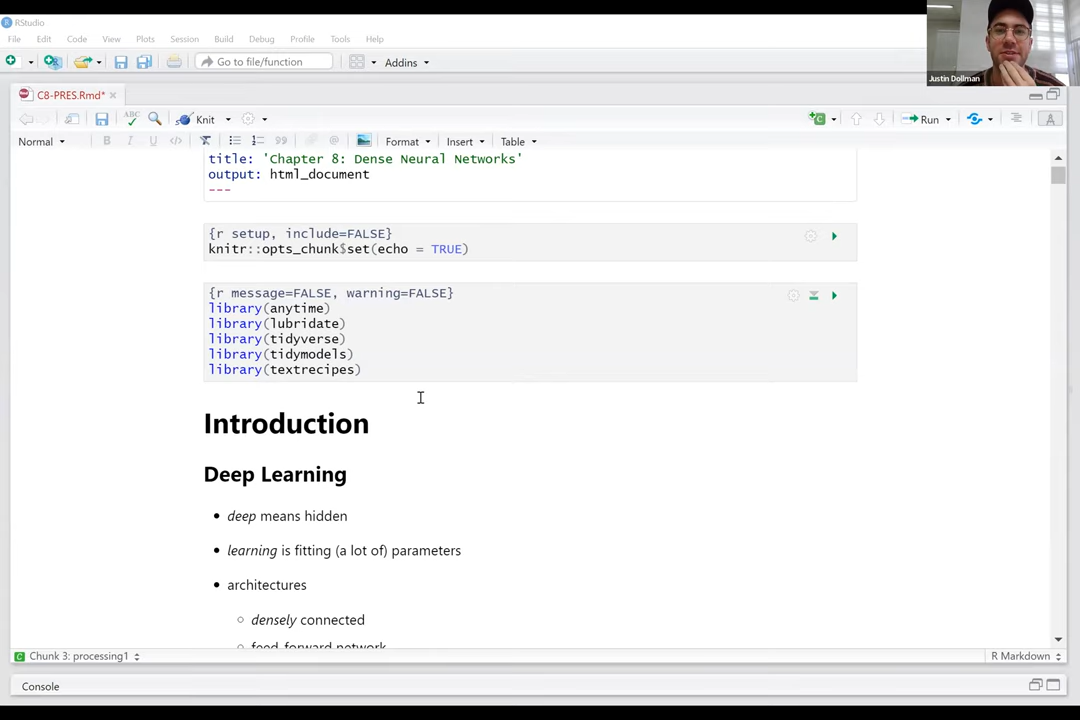 RStudio
File Edit Code View Plots Session Build Debug Profile Tools Help
Go to file/function Addins
C8-PRES.Rmd*
ABC Knit Run
Normal B I U Format Insert Table
title: 'Chapter 8: Dense Neural Networks'
output: html_document
---
{r setup, include=FALSE}
knitr::opts_chunk$set(echo = TRUE)
{r message=FALSE, warning=FALSE}
library(anytime)
library(lubridate)
library(tidyverse)
library(tidymodels)
library(textrecipes)
Introduction
Deep Learning
• deep means hidden
• learning is fitting (a lot of) parameters
• architectures
○ densely connected
○ feed-forward network
Chunk 3: processing1 R Markdown
Console
Justin Dollman